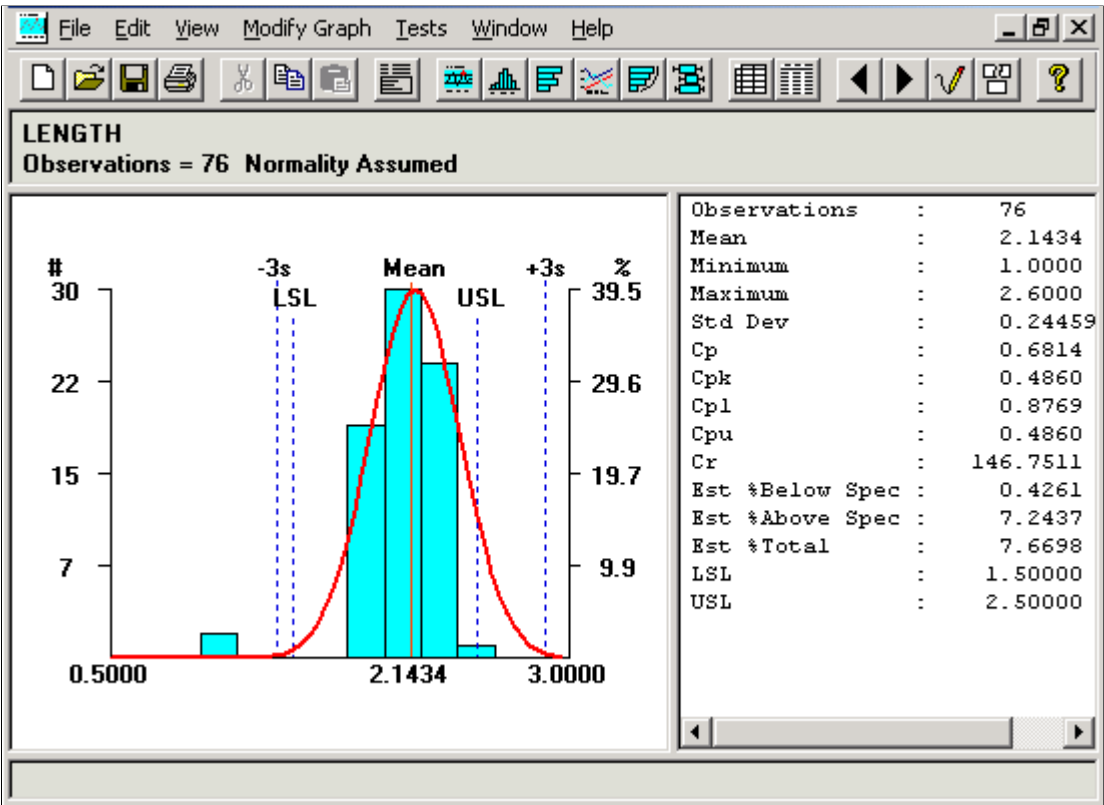 File Edit View Modify Graph Tests Window Help
LENGTH
Observations = 76 Normality Assumed
# -3s Mean +3s %
30 LSL USL 39.5
22 29.6
15 19.7
7 9.9
0.5000 2.1434 3.0000
Observations : 76
Mean : 2.1434
Minimum : 1.0000
Maximum : 2.6000
Std Dev : 0.24459
Cp : 0.6814
Cpk : 0.4860
Cpl : 0.8769
Cpu : 0.4860
Cr : 146.7511
Est %Below Spec : 0.4261
Est %Above Spec : 7.2437
Est %Total : 7.6698
LSL : 1.50000
USL : 2.50000